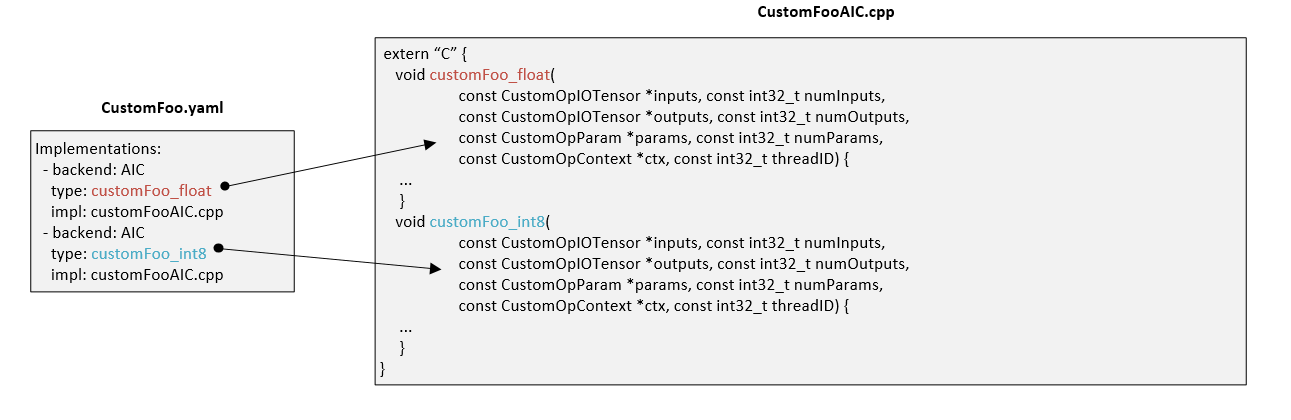 CustomFooAIC.cpp
extern “C” {
void customFoo_float(
const CustomOpIOTensor *inputs, const int32_t numInputs,
const CustomOpIOTensor *outputs, const int32_t numOutputs,
const CustomOpParam *params, const int32_t numParams,
const CustomOpContext *ctx, const int32_t threadID) {
...
}
void customFoo_int8(
const CustomOpIOTensor *inputs, const int32_t numInputs,
const CustomOpIOTensor *outputs, const int32_t numOutputs,
const CustomOpParam *params, const int32_t numParams,
const CustomOpContext *ctx, const int32_t threadID) {
...
}
}
CustomFoo.yaml
Implementations:
- backend: AIC
type: customFoo_float
impl: customFooAIC.cpp
- backend: AIC
type: customFoo_int8
impl: customFooAIC.cpp